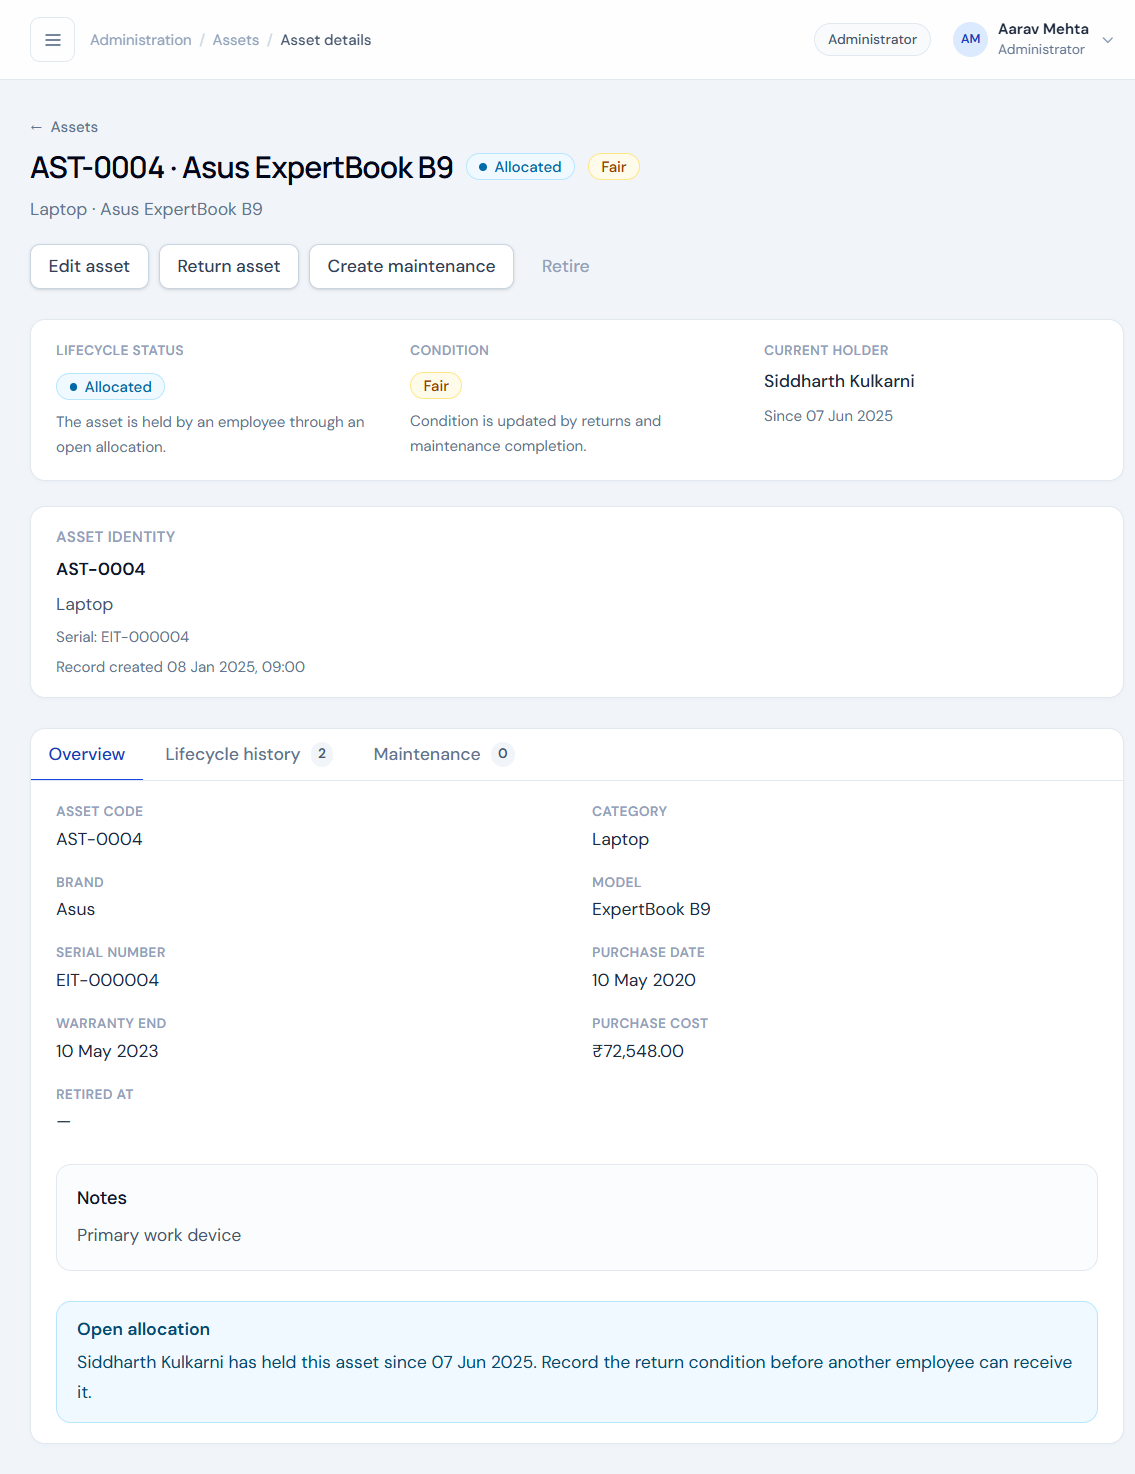 Administration / Assets / Asset details
Administrator
AM
Aarav Mehta
Administrator
← Assets
AST-0004 · Asus ExpertBook B9
Allocated
Fair
Laptop · Asus ExpertBook B9
Edit asset
Return asset
Create maintenance
Retire
LIFECYCLE STATUS
Allocated
The asset is held by an employee through an
open allocation.
CONDITION
Fair
Condition is updated by returns and
maintenance completion.
CURRENT HOLDER
Siddharth Kulkarni
Since 07 Jun 2025
ASSET IDENTITY
AST-0004
Laptop
Serial: EIT-000004
Record created 08 Jan 2025, 09:00
Overview
Lifecycle history 2
Maintenance 0
ASSET CODE
AST-0004
CATEGORY
Laptop
BRAND
Asus
MODEL
ExpertBook B9
SERIAL NUMBER
EIT-000004
PURCHASE DATE
10 May 2020
WARRANTY END
10 May 2023
PURCHASE COST
₹72,548.00
RETIRED AT
—
Notes
Primary work device
Open allocation
Siddharth Kulkarni has held this asset since 07 Jun 2025. Record the return condition before another employee can receive
it.